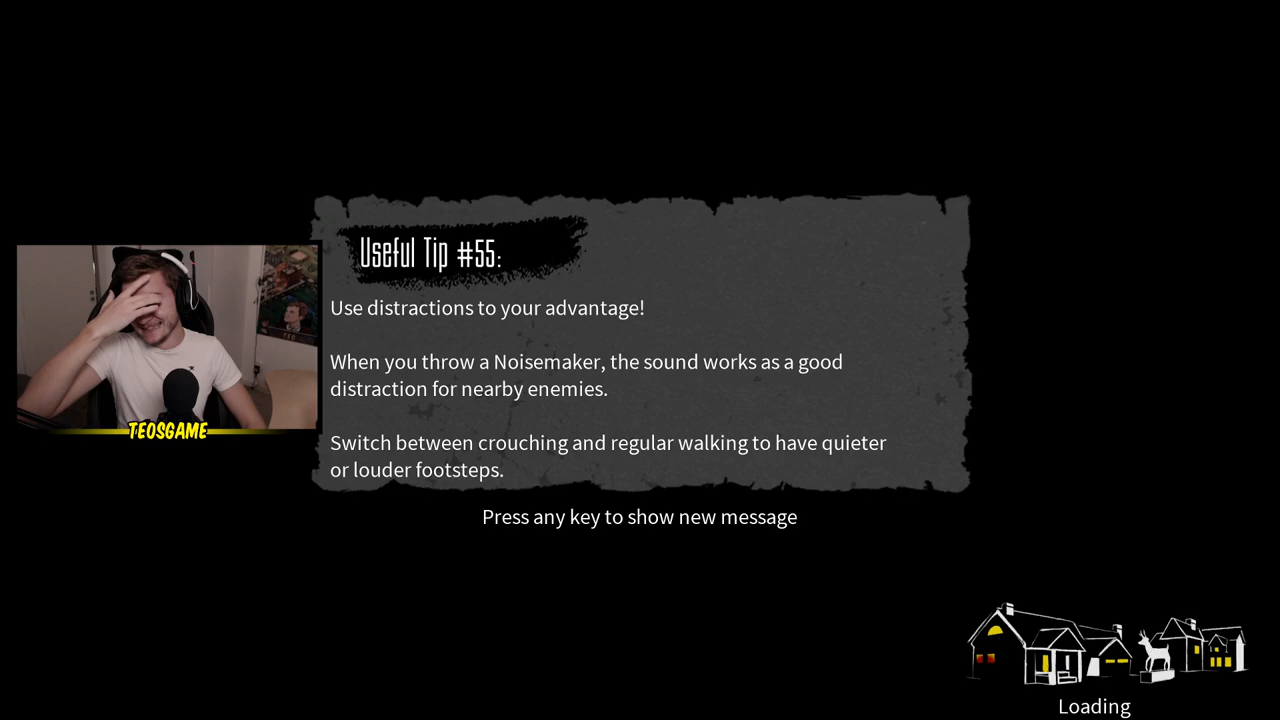 Useful Tip #55:
Use distractions to your advantage!
When you throw a Noisemaker, the sound works as a good
distraction for nearby enemies.
Switch between crouching and regular walking to have quieter
or louder footsteps.
TEOSGAME
Press any key to show new message
Loading